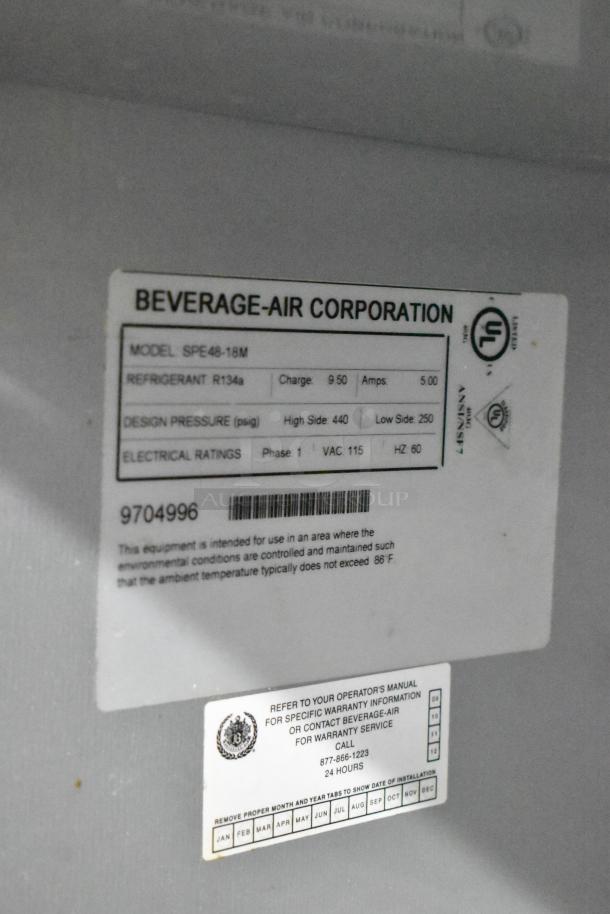 BEVERAGE-AIR CORPORATION
MODEL: SPE48-18M
REFRIGERANT R134a Charge: 9.50 Amps: 5.00
DESIGN PRESSURE (psig) High Side: 440 Low Side: 250
ELECTRICAL RATINGS Phase: 1 VAC: 115 HZ: 60
9704996
This equipment is intended for use in an area where the
environmental conditions are controlled and maintained such
that the ambient temperature typically does not exceed 86°F.
UL
LISTED
ANSI/NSF7
AUCTION GROUP
REFER TO YOUR OPERATOR'S MANUAL
FOR SPECIFIC WARRANTY INFORMATION
OR CONTACT BEVERAGE-AIR
FOR WARRANTY SERVICE
CALL
877-866-1223
24 HOURS
09
10
11
12
REMOVE PROPER MONTH AND YEAR TABS TO SHOW DATE OF INSTALLATION
JAN FEB MAR APR MAY JUN JUL AUG SEP OCT NOV DEC